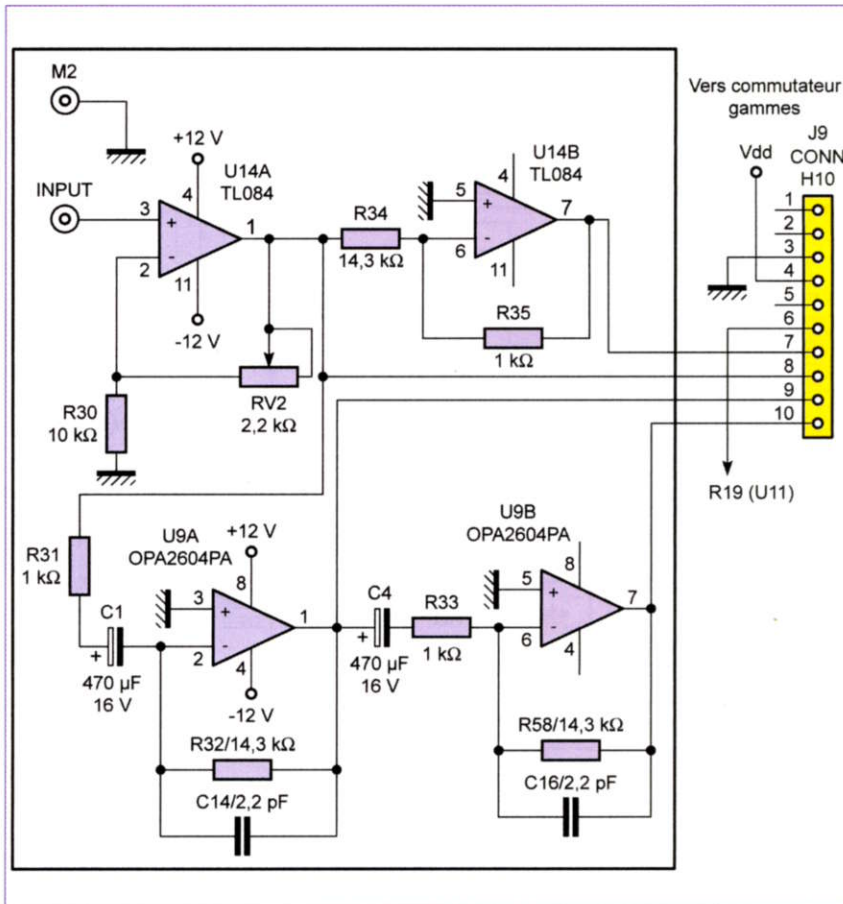 M2
INPUT
+12 V
U14A
TL084
3
+
4
1
2
-
11
-12 V
R34
14,3 kΩ
U14B
TL084
4
5
+
7
6
-
11
R35
1 kΩ
RV2
2,2 kΩ
R30
10 kΩ
Vers commutateur
gammes
J9
CONN
H10
Vdd
1
2
3
4
5
6
7
8
9
10
R19 (U11)
R31
1 kΩ
C1
+
470 µF
16 V
U9A
OPA2604PA
+12 V
8
3
+
1
2
-
4
-12 V
R32/14,3 kΩ
C14/2,2 pF
C4
+
470 µF
16 V
R33
1 kΩ
U9B
OPA2604PA
8
5
+
7
6
-
4
R58/14,3 kΩ
C16/2,2 pF